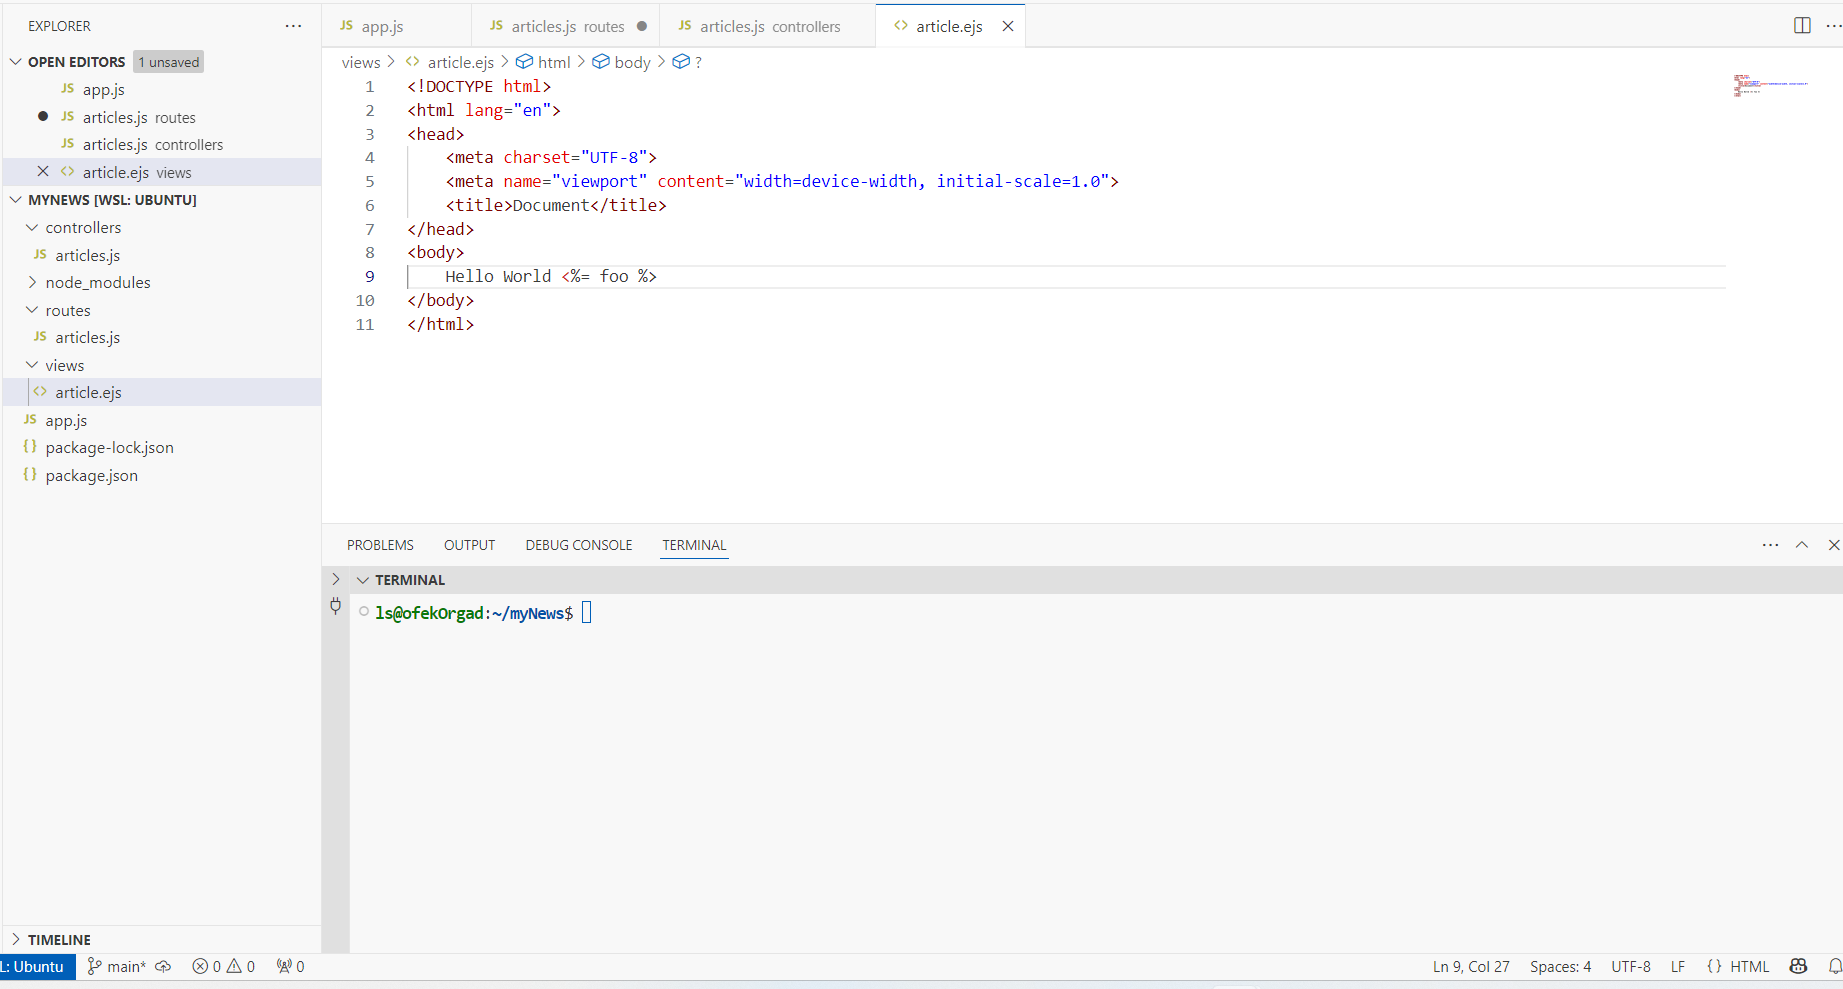 EXPLORER
OPEN EDITORS 1 unsaved
JS app.js
JS articles.js routes
JS articles.js controllers
<> article.ejs views
MYNEWS [WSL: UBUNTU]
controllers
JS articles.js
node_modules
routes
JS articles.js
views
<> article.ejs
JS app.js
{} package-lock.json
{} package.json
TIMELINE
JS app.js JS articles.js routes JS articles.js controllers <> article.ejs
views > <> article.ejs > html > body > ?
1 <!DOCTYPE html>
2 <html lang="en">
3 <head>
4 <meta charset="UTF-8">
5 <meta name="viewport" content="width=device-width, initial-scale=1.0">
6 <title>Document</title>
7 </head>
8 <body>
9 Hello World <%= foo %>
10 </body>
11 </html>
PROBLEMS OUTPUT DEBUG CONSOLE TERMINAL
TERMINAL
ls@ofekOrgad:~/myNews$
L: Ubuntu main* 0 0 0 Ln 9, Col 27 Spaces: 4 UTF-8 LF {} HTML